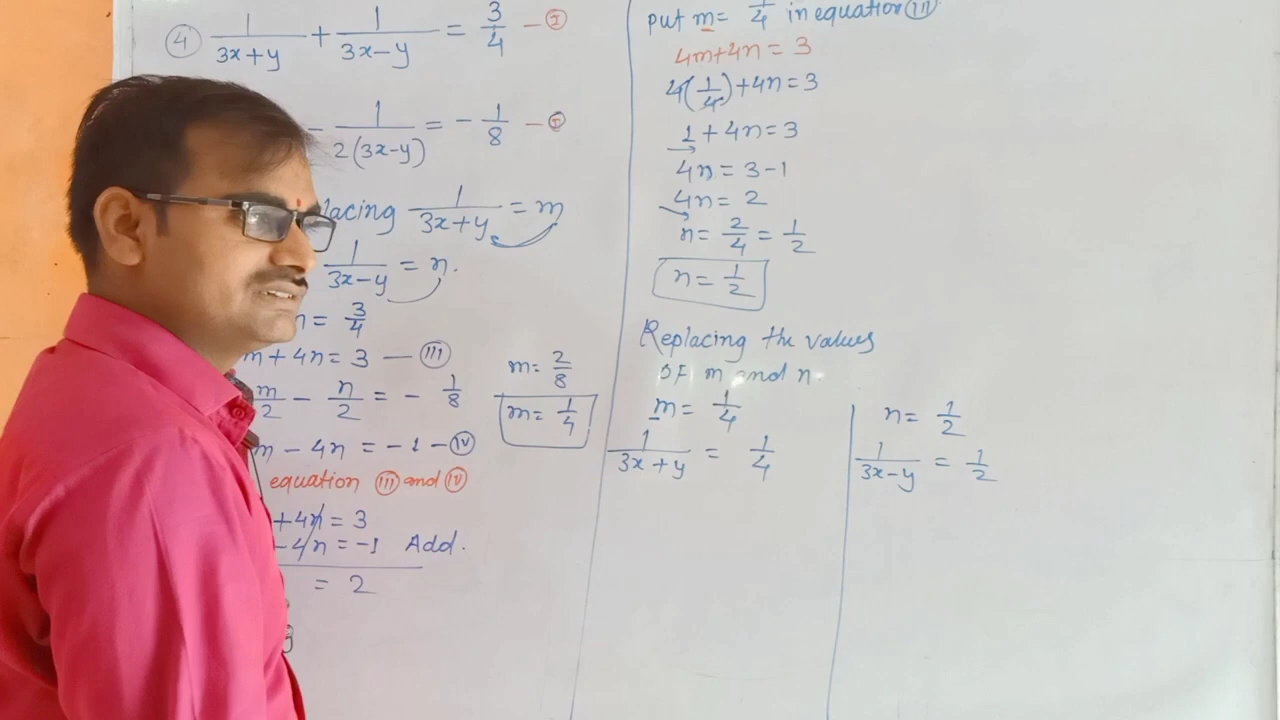 ④ 1/(3x+y) + 1/(3x-y) = 3/4 - Ⓘ
- 1/(2(3x-y)) = - 1/8 - Ⓘ
lacing 1/(3x+y) = m
1/(3x-y) = n.
n = 3/4
m + 4n = 3 — (III)
m/2 - n/2 = - 1/8
m - 4n = -1 - (IV)
equation (III) and (IV)
+ 4n = 3
- 4n = -1 Add.
= 2
m = 2/8
m = 1/4
put m = 1/4 in equation (III)
4m+4n = 3
4(1/4) + 4n = 3
1 + 4n = 3
4n = 3-1
4n = 2
n = 2/4 = 1/2
n = 1/2
Replacing the values
of m and n.
m = 1/4
1/(3x+y) = 1/4
n = 1/2
1/(3x-y) = 1/2